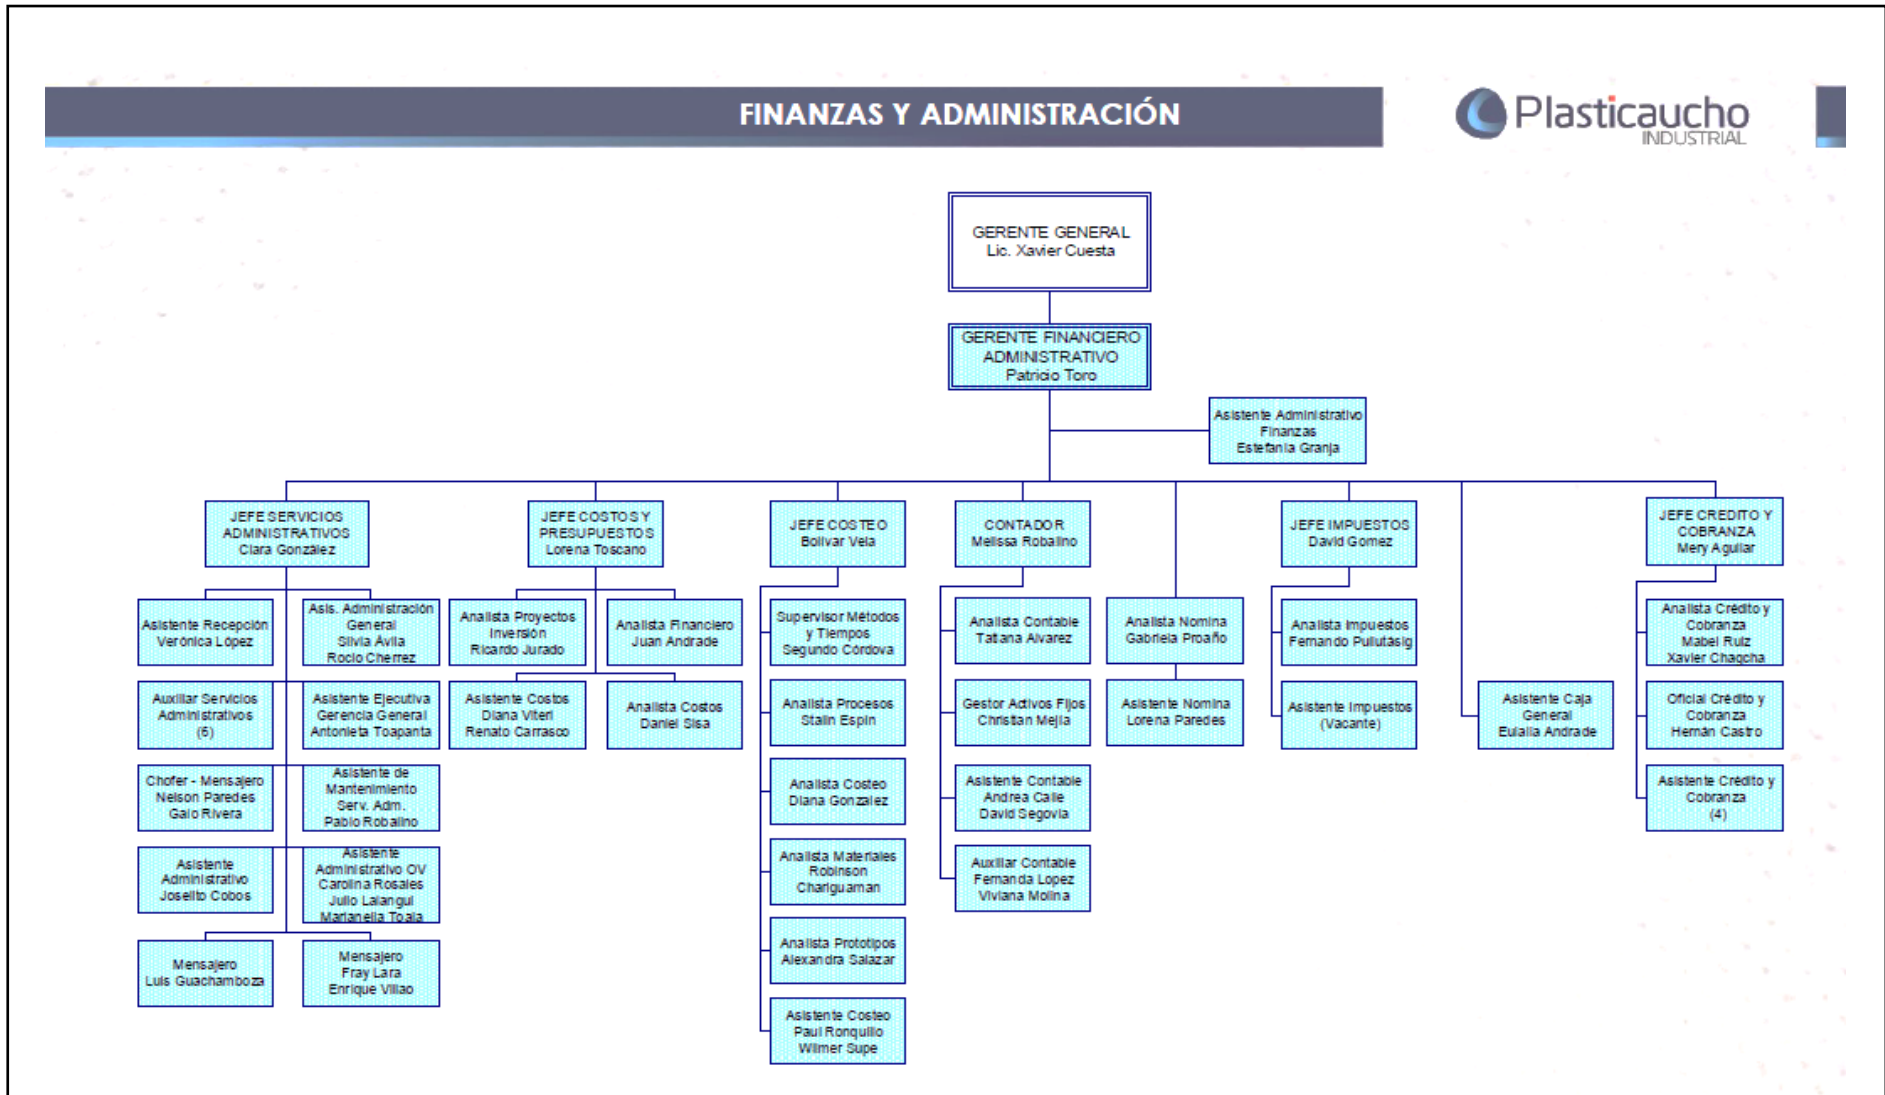 FINANZAS Y ADMINISTRACIÓN
Plasticaucho
INDUSTRIAL
GERENTE GENERAL
Lic. Xavier Cuesta
GERENTE FINANCIERO
ADMINISTRATIVO
Patricio Toro
Asistente Administrativo
Finanzas
Estefanía Granja
JEFE SERVICIOS
ADMINISTRATIVOS
Clara González
JEFE COSTOS Y
PRESUPUESTOS
Lorena Toscano
JEFE COSTEO
Bolívar Vela
CONTADOR
Melissa Robalino
JEFE IMPUESTOS
David Gomez
JEFE CREDITO Y
COBRANZA
Mery Aguilar
Asistente Recepción
Verónica López
Asis. Administración
General
Silvia Ávila
Rocio Cherrez
Analista Proyectos
Inversión
Ricardo Jurado
Analista Financiero
Juan Andrade
Supervisor Métodos
y Tiempos
Segundo Córdova
Analista Contable
Tatiana Alvarez
Analista Nomina
Gabriela Proaño
Analista Impuestos
Fernando Pullutásig
Analista Crédito y
Cobranza
Mabel Ruiz
Xavier Chaqcha
Auxiliar Servicios
Administrativos
(6)
Asistente Ejecutiva
Gerencia General
Antonieta Toapanta
Asistente Costos
Diana Viteri
Renato Carrasco
Analista Costos
Daniel Sisa
Analista Procesos
Stalin Espin
Gestor Activos Fijos
Christian Mejía
Asistente Nomina
Lorena Paredes
Asistente Impuestos
(Vacante)
Asistente Caja
General
Eulalia Andrade
Oficial Crédito y
Cobranza
Hernán Castro
Chofer - Mensajero
Nelson Paredes
Galo Rivera
Asistente de
Mantenimiento
Serv. Adm.
Pablo Robalino
Analista Costeo
Diana Gonzalez
Asistente Contable
Andrea Calle
David Segovia
Asistente Crédito y
Cobranza
(4)
Asistente
Administrativo
Joselito Cobos
Asistente
Administrativo OV
Carolina Rosales
Julio Lalangui
Marianella Toala
Analista Materiales
Robinson
Chariguaman
Auxiliar Contable
Fernanda Lopez
Viviana Molina
Mensajero
Luis Guachamboza
Mensajero
Fray Lara
Enrique Villao
Analista Prototipos
Alexandra Salazar
Asistente Costeo
Paul Ronquillo
Wilmer Supe